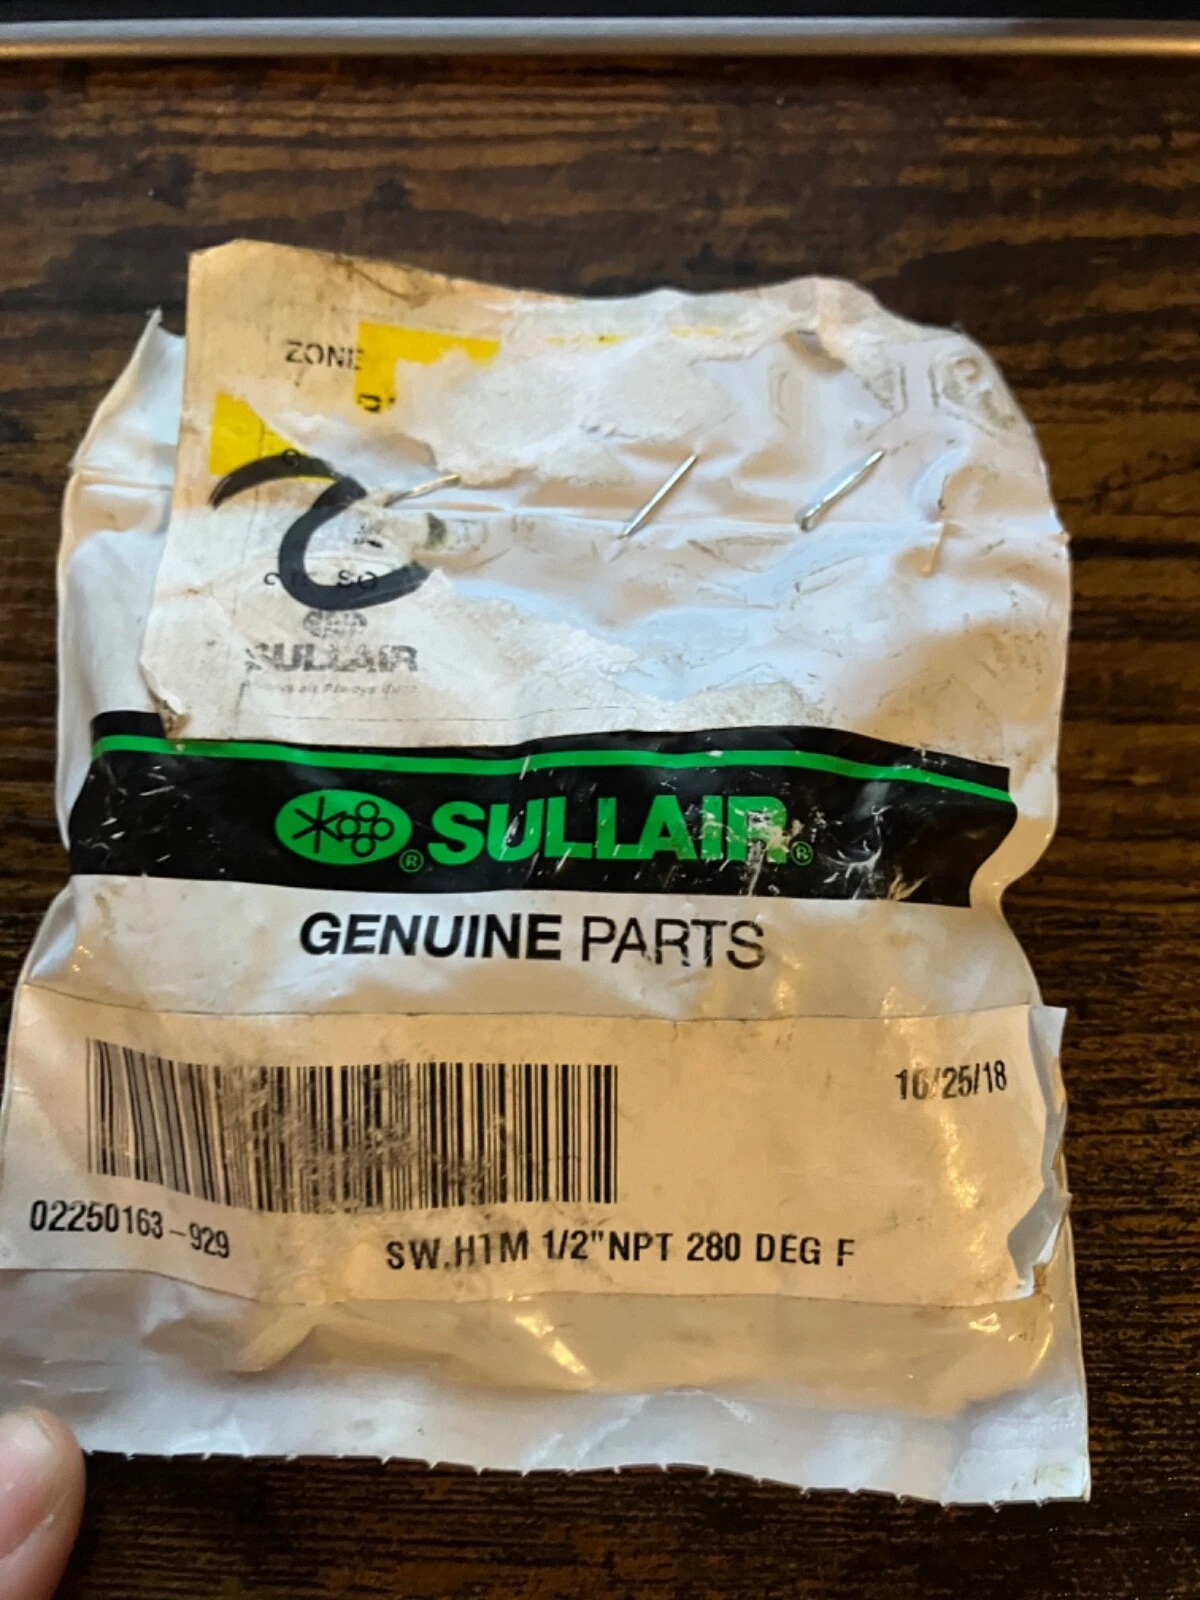 ZONE
SULLAIR
SULLAIR
GENUINE PARTS
10/25/18
02250163-929
SW.HTM 1/2"NPT 280 DEG F